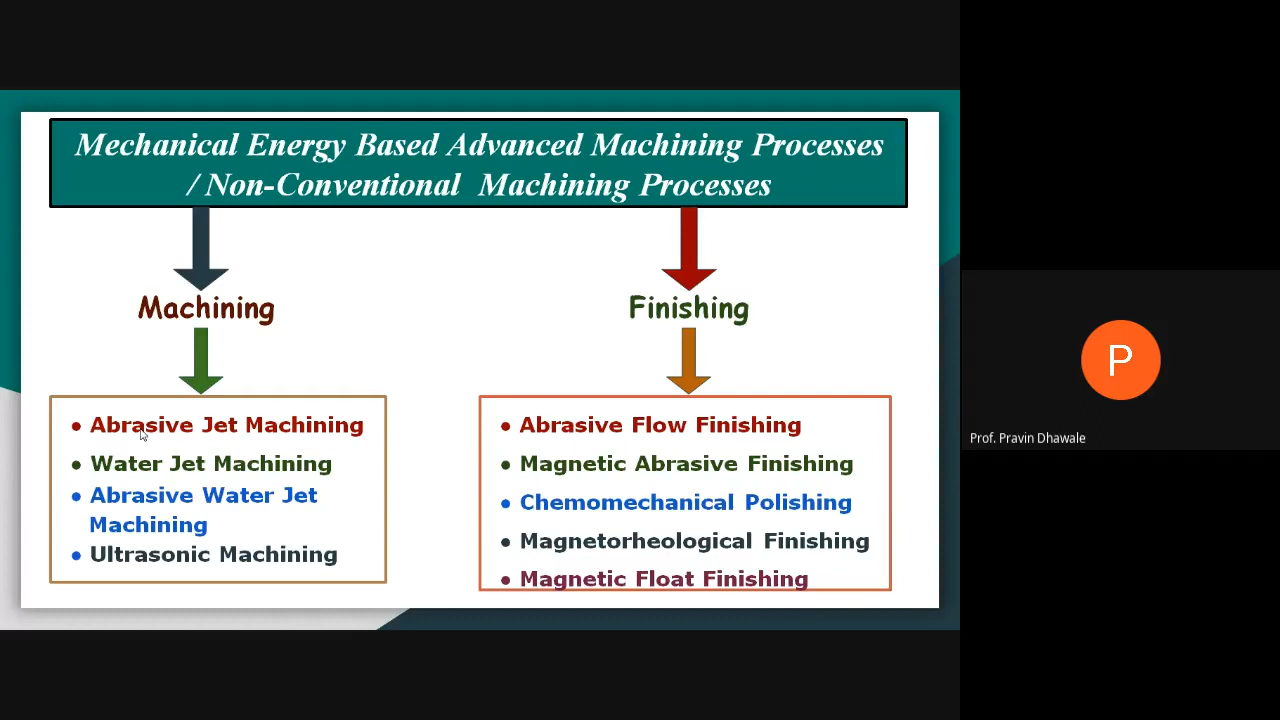 Mechanical Energy Based Advanced Machining Processes
/ Non-Conventional Machining Processes
Machining
Finishing
• Abrasive Jet Machining
• Water Jet Machining
• Abrasive Water Jet
Machining
• Ultrasonic Machining
• Abrasive Flow Finishing
• Magnetic Abrasive Finishing
• Chemomechanical Polishing
• Magnetorheological Finishing
• Magnetic Float Finishing
P
Prof. Pravin Dhawale